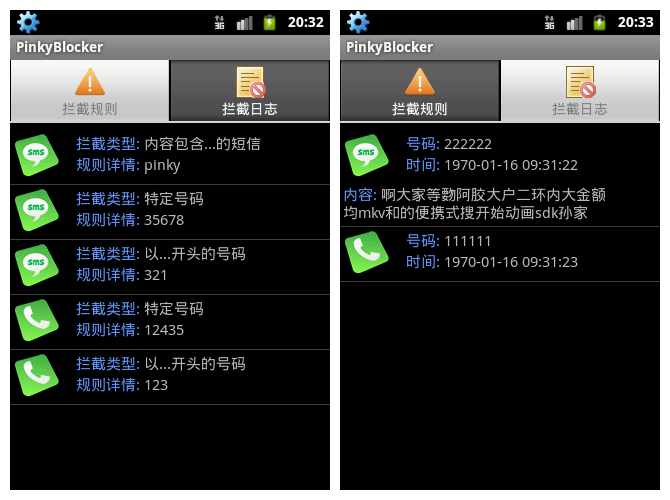 3G
20:32
PinkyBlocker
拦截规则
拦截日志
拦截类型: 内容包含...的短信
规则详情: pinky
拦截类型: 特定号码
规则详情: 35678
拦截类型: 以...开头的号码
规则详情: 321
拦截类型: 特定号码
规则详情: 12435
拦截类型: 以...开头的号码
规则详情: 123
sms
sms
sms
3G
20:33
PinkyBlocker
拦截规则
拦截日志
号码: 222222
时间: 1970-01-16 09:31:22
sms
内容: 啊大家等覅阿胶大户二环内大金额
均mkv和的便携式搜开始动画sdk孙家
号码: 111111
时间: 1970-01-16 09:31:23